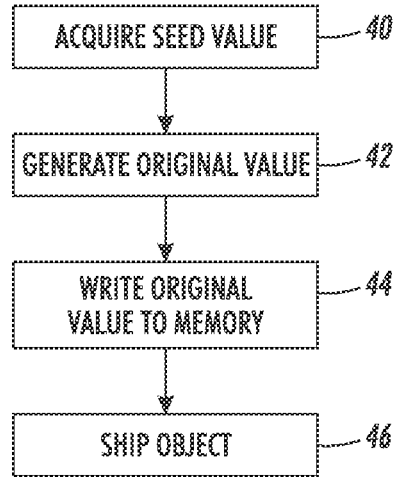 ACQUIRE SEED VALUE 40
GENERATE ORIGINAL VALUE 42
WRITE ORIGINAL 44
VALUE TO MEMORY
SHIP OBJECT 46